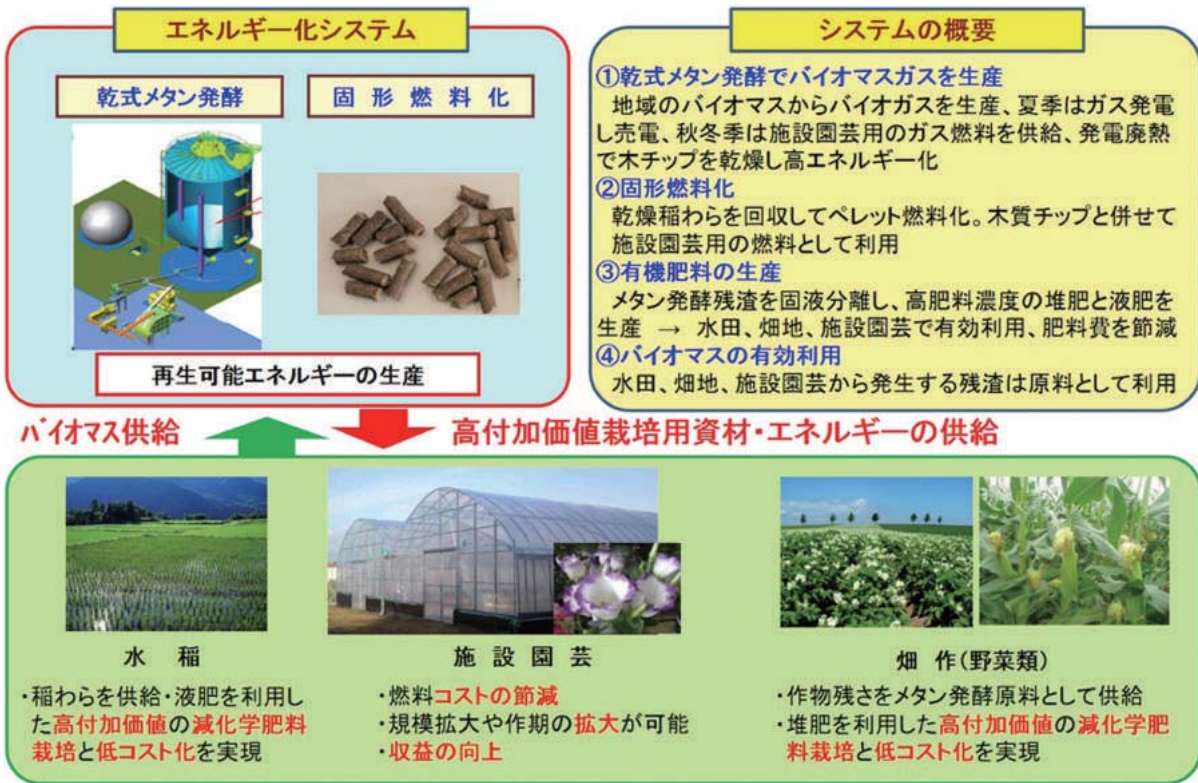 エネルギー化システム
乾式メタン発酵
固形燃料化
再生可能エネルギーの生産
システムの概要
①乾式メタン発酵でバイオマスガスを生産
地域のバイオマスからバイオガスを生産、夏季はガス発電
し売電、秋冬季は施設園芸用のガス燃料を供給、発電廃熱
で木チップを乾燥し高エネルギー化
②固形燃料化
乾燥稲わらを回収してペレット燃料化。木質チップと併せて
施設園芸用の燃料として利用
③有機肥料の生産
メタン発酵残渣を固液分離し、高肥料濃度の堆肥と液肥を
生産 → 水田、畑地、施設園芸で有効利用、肥料費を節減
④バイオマスの有効利用
水田、畑地、施設園芸から発生する残渣は原料として利用
バイオマス供給
高付加価値栽培用資材・エネルギーの供給
水稲
・稲わらを供給・液肥を利用し
た高付加価値の減化学肥料
栽培と低コスト化を実現
施設園芸
・燃料コストの節減
・規模拡大や作期の拡大が可能
・収益の向上
畑作(野菜類)
・作物残さをメタン発酵原料として供給
・堆肥を利用した高付加価値の減化学肥
料栽培と低コスト化を実現